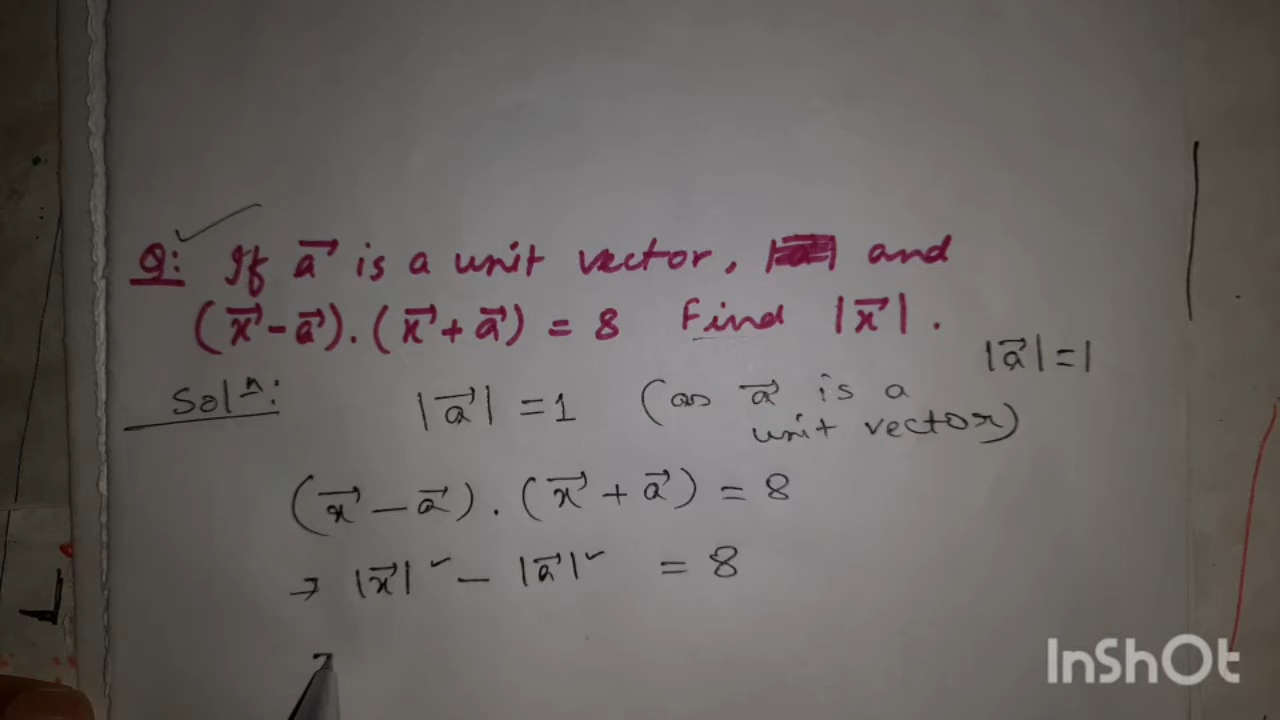 Q: If a⃗ is a unit vector, and
(x⃗ - a⃗) . (x⃗ + a⃗) = 8 Find |x⃗| .
|a⃗| = 1
Solⁿ: |a⃗| = 1 (as a⃗ is a
unit vector)
(x⃗ - a⃗) . (x⃗ + a⃗) = 8
→ |x⃗|² - |a⃗|² = 8
InShOt